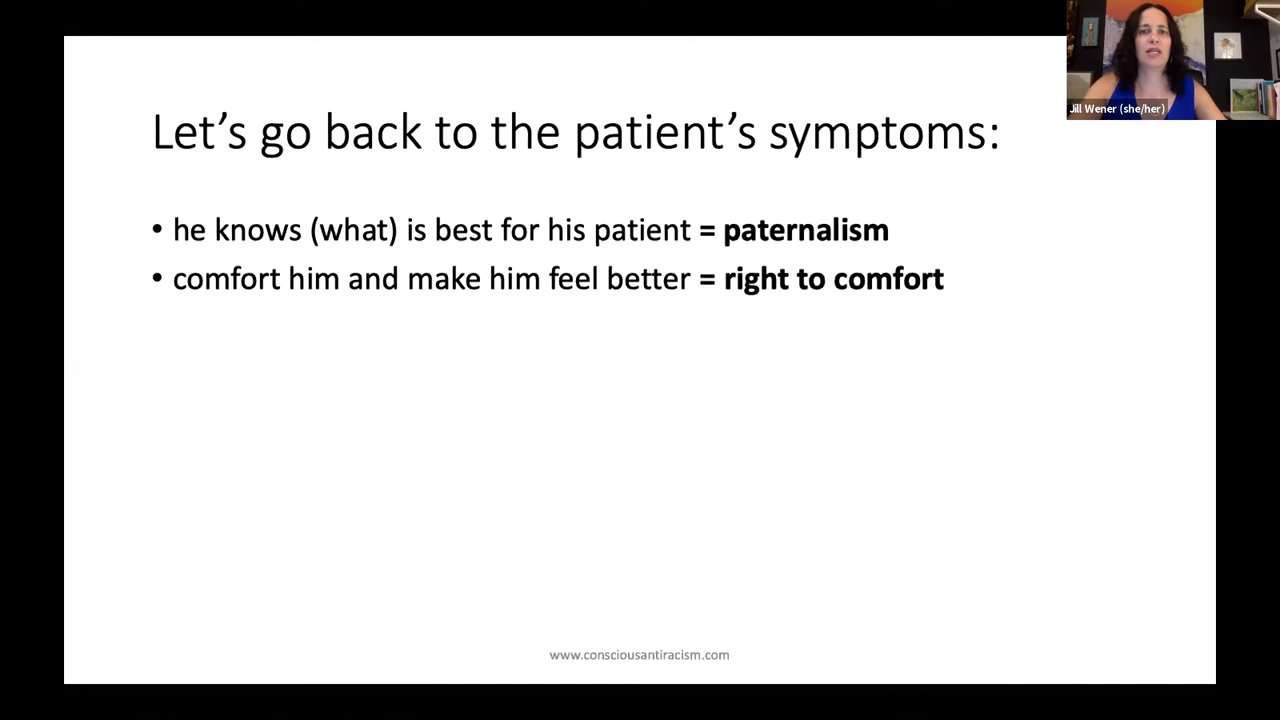 Let's go back to the patient's symptoms:
• he knows (what) is best for his patient = paternalism
• comfort him and make him feel better = right to comfort
www.consciousantiracism.com
Jill Wener (she/her)